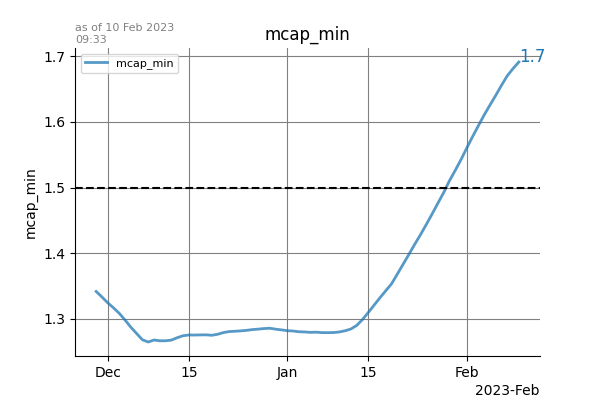 as of 10 Feb 2023
09:33
mcap_min
1.7
mcap_min
1.7
1.6
1.5
1.4
1.3
mcap_min
Dec
15
Jan
15
Feb
2023-Feb